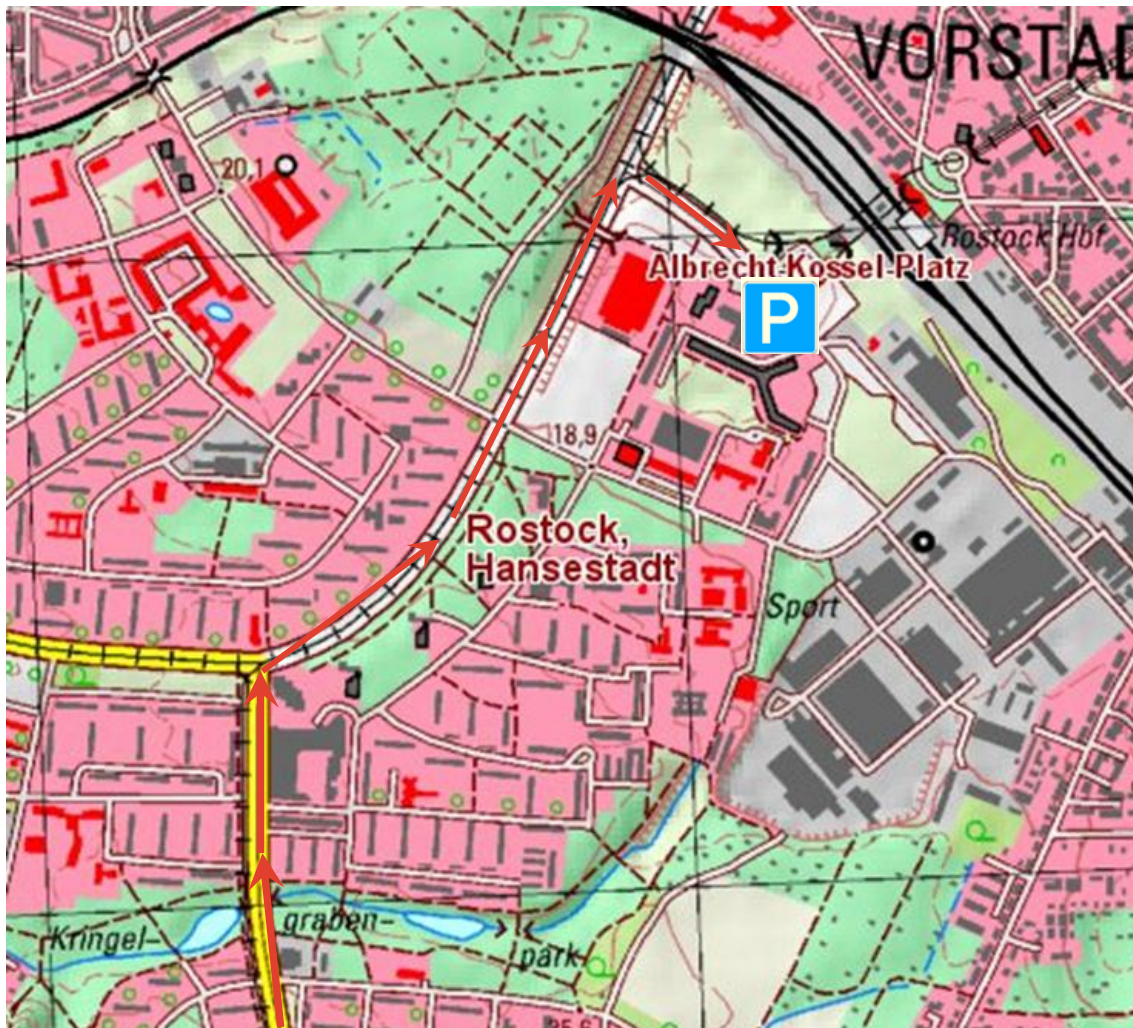 VORSTAD
20,1
Rostock Hbf
Albrecht-Kossel-Platz
P
18,9
Rostock,
Hansestadt
Sport
Kringel-
graben-
park